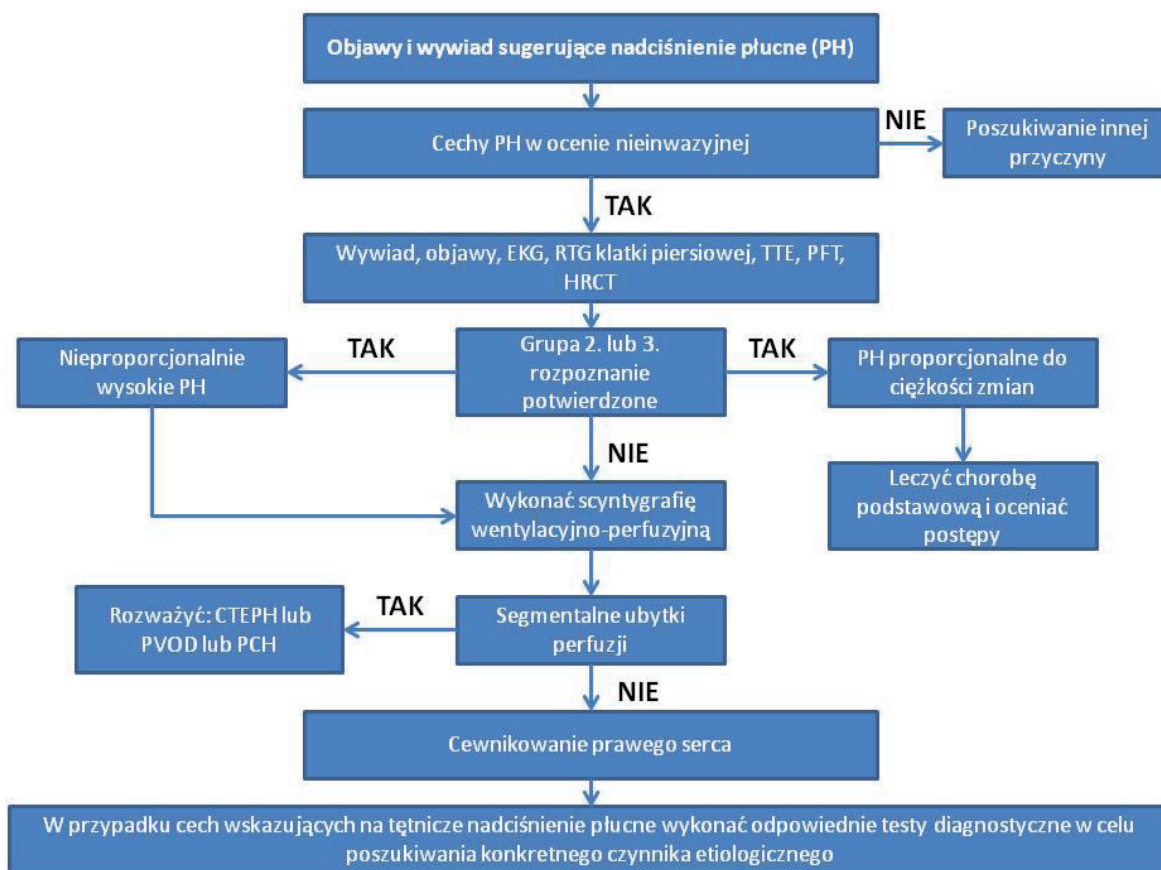 Objawy i wywiad sugerujące nadciśnienie płucne (PH)
Cechy PH w ocenie nieinwazyjnej
NIE
Poszukiwanie innej
przyczyny
TAK
Wywiad, objawy, EKG, RTG klatki piersiowej, TTE, PFT,
HRCT
Nieproporcjonalnie
wysokie PH
TAK
Grupa 2. lub 3.
rozpoznanie
potwierdzone
TAK
PH proporcjonalne do
ciężkości zmian
NIE
Leczyć chorobę
podstawową i oceniać
postępy
Wykonać scyntygrafię
wentylacyjno-perfuzyjną
Rozważyć: CTEPH lub
PVOD lub PCH
TAK
Segmentalne ubytki
perfuzji
NIE
Cewnikowanie prawego serca
W przypadku cech wskazujących na tętnicze nadciśnienie płucne wykonać odpowiednie testy diagnostyczne w celu
poszukiwania konkretnego czynnika etiologicznego